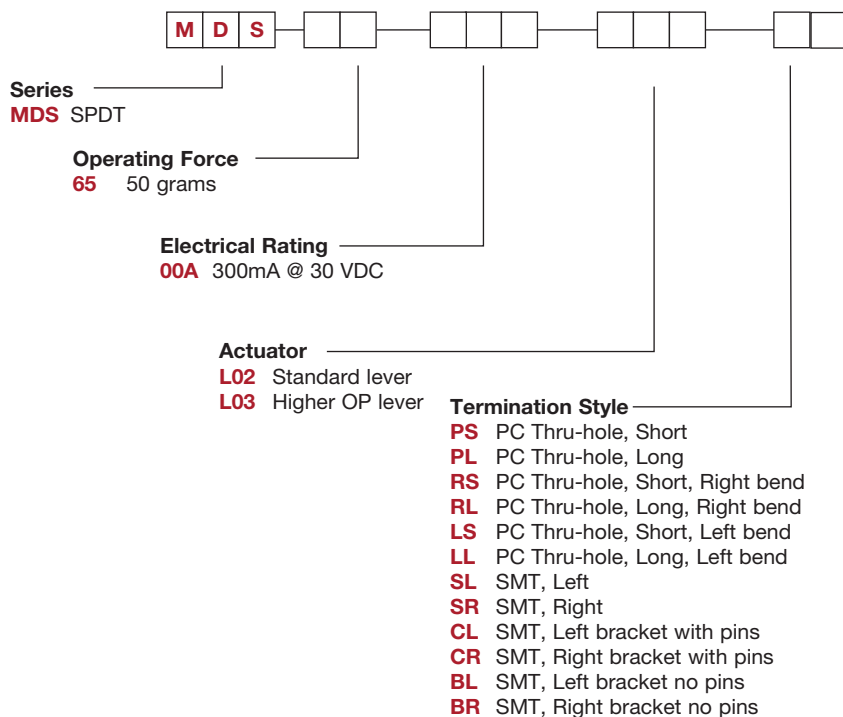 M D S
Series
MDS SPDT
Operating Force
65 50 grams
Electrical Rating
00A 300mA @ 30 VDC
Actuator
L02 Standard lever
L03 Higher OP lever
Termination Style
PS PC Thru-hole, Short
PL PC Thru-hole, Long
RS PC Thru-hole, Short, Right bend
RL PC Thru-hole, Long, Right bend
LS PC Thru-hole, Short, Left bend
LL PC Thru-hole, Long, Left bend
SL SMT, Left
SR SMT, Right
CL SMT, Left bracket with pins
CR SMT, Right bracket with pins
BL SMT, Left bracket no pins
BR SMT, Right bracket no pins